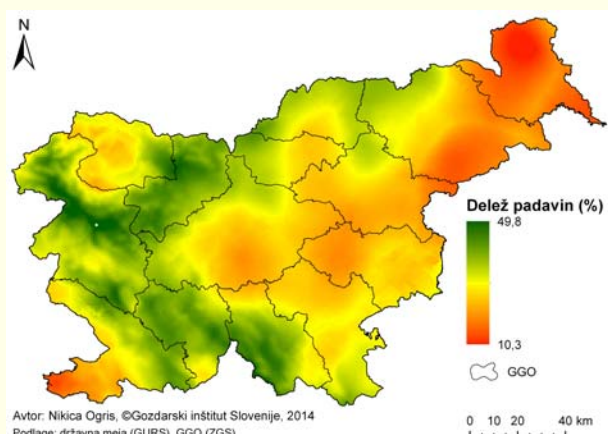 N
Delež padavin (%)
49,8
10,3
GGO
Avtor: Nikica Ogris, ©Gozdarski inštitut Slovenije, 2014
0 10 20 40 km
Podlage: državna meja (GURS), GGO (ZGS)